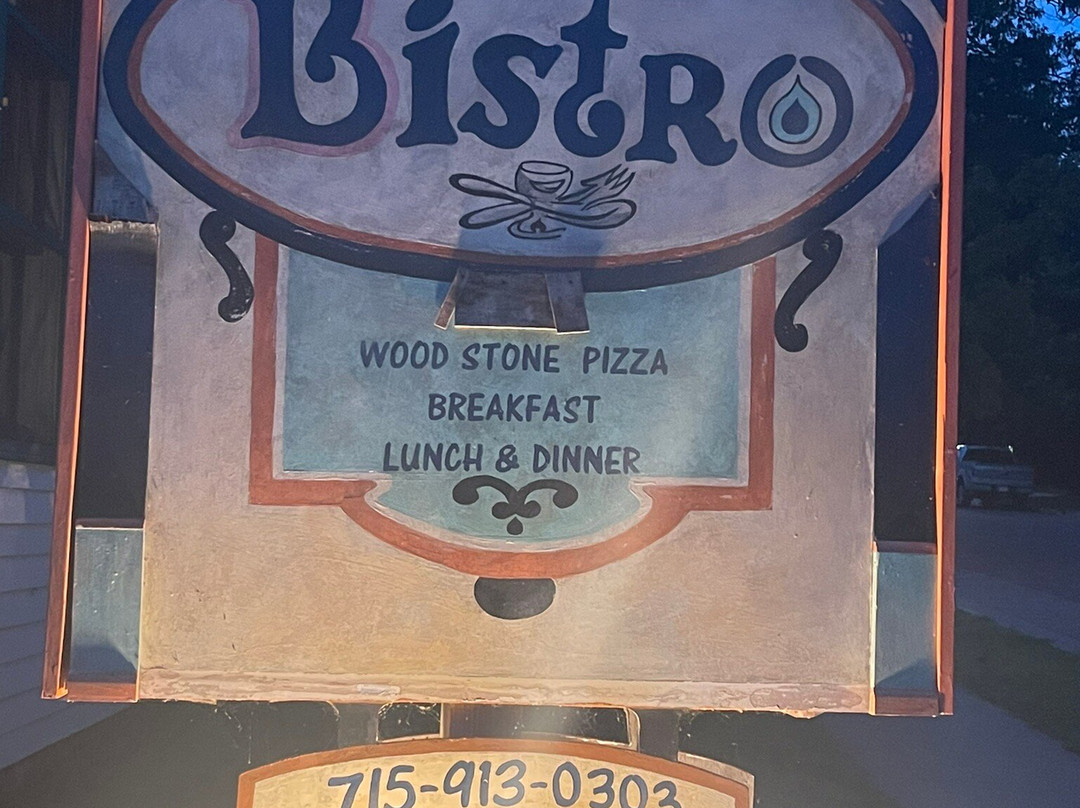 Bistro
WOOD STONE PIZZA
BREAKFAST
LUNCH & DINNER
715-913-0303